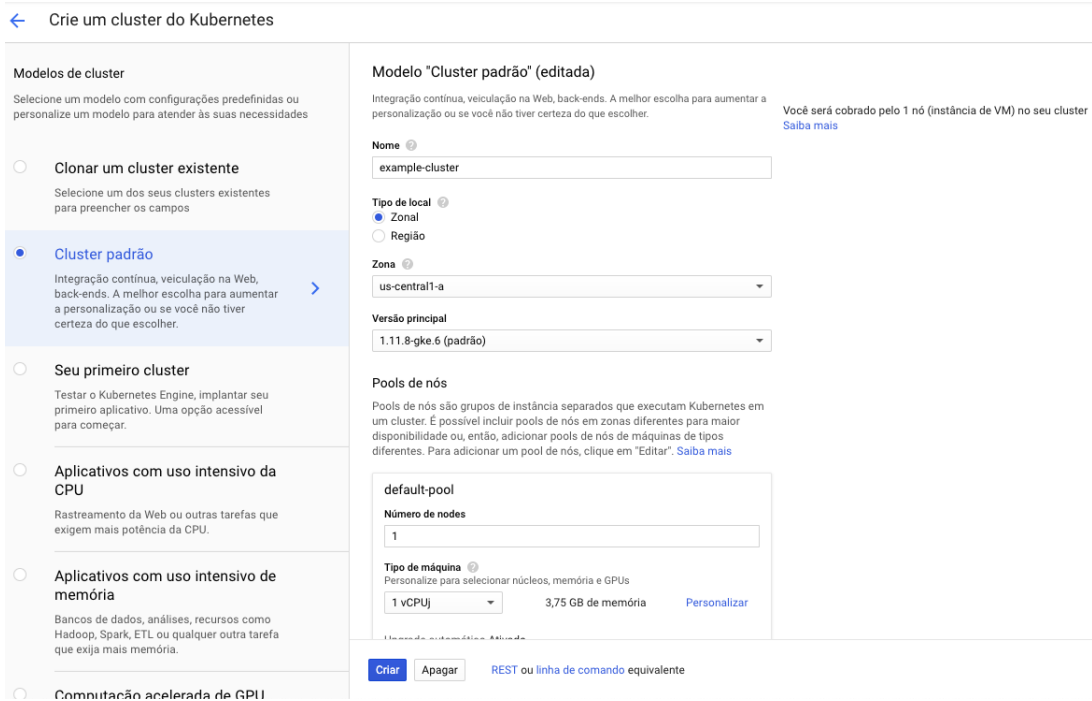 Crie um cluster do Kubernetes
Modelos de cluster
Selecione um modelo com configurações predefinidas ou
personalize um modelo para atender às suas necessidades
Clonar um cluster existente
Selecione um dos seus clusters existentes
para preencher os campos
Cluster padrão
Integração contínua, veiculação na Web,
back-ends. A melhor escolha para aumentar
a personalização ou se você não tiver
certeza do que escolher.
Seu primeiro cluster
Testar o Kubernetes Engine, implantar seu
primeiro aplicativo. Uma opção acessível
para começar.
Aplicativos com uso intensivo da
CPU
Rastreamento da Web ou outras tarefas que
exigem mais potência da CPU.
Aplicativos com uso intensivo de
memória
Bancos de dados, análises, recursos como
Hadoop, Spark, ETL ou qualquer outra tarefa
que exija mais memória.
Computação acelerada de GPU
Modelo "Cluster padrão" (editada)
Integração contínua, veiculação na Web, back-ends. A melhor escolha para aumentar a
personalização ou se você não tiver certeza do que escolher.
Nome
example-cluster
Tipo de local
Zonal
Região
Zona
us-central1-a
Versão principal
1.11.8-gke.6 (padrão)
Pools de nós
Pools de nós são grupos de instância separados que executam Kubernetes em
um cluster. É possível incluir pools de nós em zonas diferentes para maior
disponibilidade ou, então, adicionar pools de nós de máquinas de tipos
diferentes. Para adicionar um pool de nós, clique em "Editar". Saiba mais
default-pool
Número de nodes
1
Tipo de máquina
Personalize para selecionar núcleos, memória e GPUs
1 vCPUj 3,75 GB de memória Personalizar
Upgrade automático Ativado
Criar Apagar REST ou linha de comando equivalente
Você será cobrado pelo 1 nó (instância de VM) no seu cluster
Saiba mais